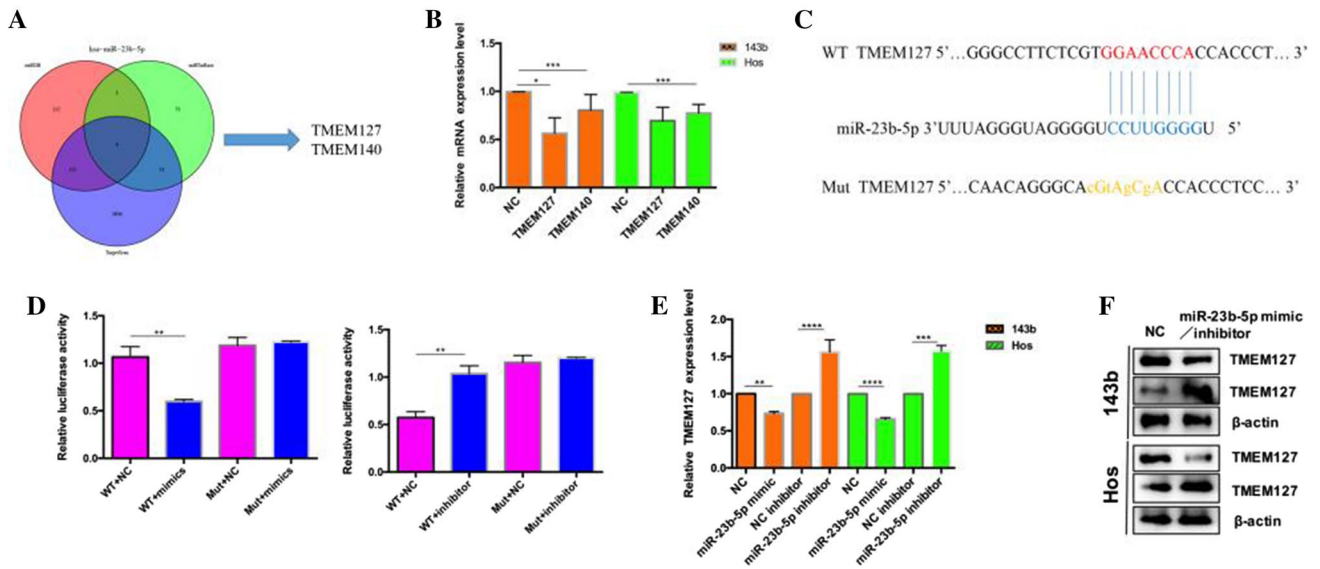 A
hsa-miR-23b-5p
TMEM127
TMEM140
B
Relative mRNA expression level
1.5
1.0
0.5
0.0
*
***
***
NC
TMEM127
TMEM140
NC
TMEM127
TMEM140
143b
Hos
C
WT TMEM127 5’…GGGCCTTCTCGTGGAACCCACCACCCT… 3’
miR-23b-5p 3’UUUAGGGUAGGGGUCCUUGGGGU 5’
Mut TMEM127 5’…CAACAGGGCAcGtAgCgACCACCCTCC… 3’
D
Relative lucliferase activity
1.5
1.0
0.5
0.0
**
WT+NC
WT+mimics
Mut+NC
Mut+mimics
Relative lucliferase activity
1.5
1.0
0.5
0.0
**
WT+NC
WT+inhibitor
Mut+NC
Mut+inhibitor
E
Relative TMEM127 expression level
2.0
1.5
1.0
0.5
0.0
**
****
****
***
NC
miR-23b-5p mimic
NC inhibitor
miR-23b-5p inhibitor
NC
miR-23b-5p mimic
NC inhibitor
miR-23b-5p inhibitor
143b
Hos
F
NC
miR-23b-5p mimic
/inhibitor
143b
TMEM127
TMEM127
β-actin
Hos
TMEM127
TMEM127
β-actin